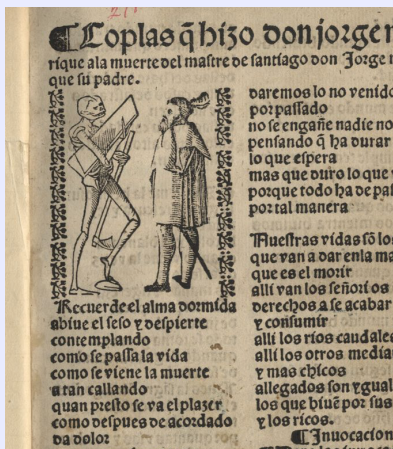 Coplas q̃ hizo don jorge
rique ala muerte del mastre de santiago don Jorge
que su padre.
Recuerde el alma dormida
abiue el seso ⁊ despierte
contemplando
como se passa la vida
como se viene la muerte
a tan callando
quan presto se va el plazer
como despues de acordado
da dolor
daremos lo no venido
por passado
no se engañe nadie no
pensando q̃ ha durar
lo que espera
mas que duro lo que
porque todo ha de pas
por tal manera
Nuestras vidas sõ los
que van a dar enla ma
que es el morir
alli van los señorios
derechos a se acabar
⁊ consumir
alli los rios caudales
alli los otros media
⁊ mas chicos
allegados son ygual
los que biuẽ por sus
⁊ los ricos.
Inuocacion